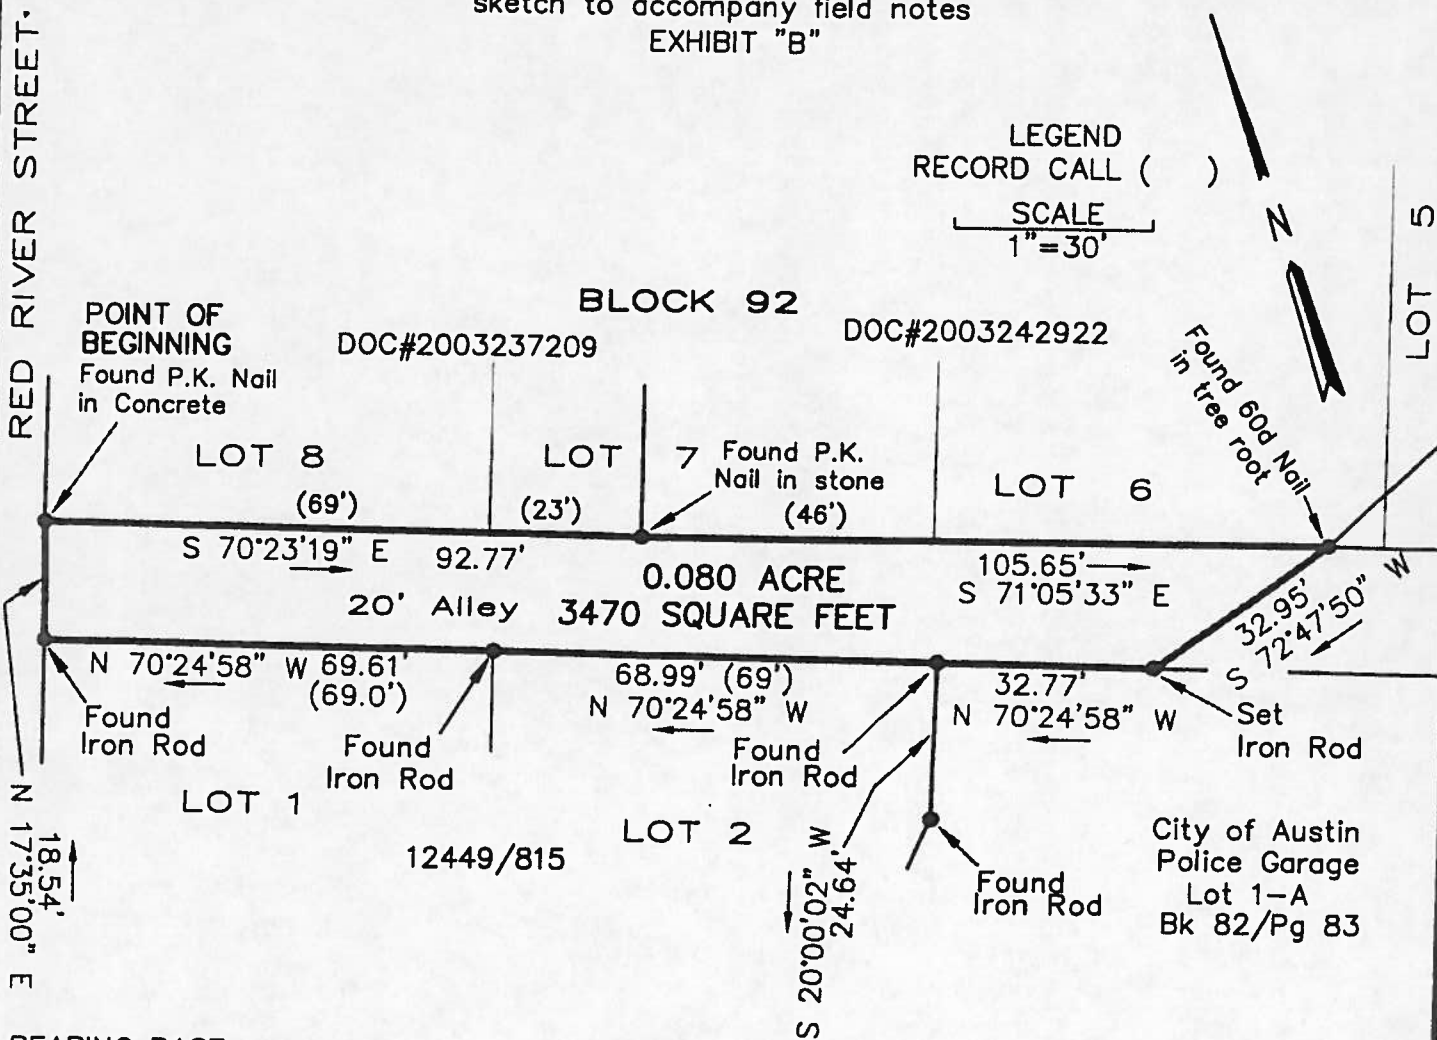 sketch to accompany field notes
EXHIBIT "B"
RED RIVER STREET.
LEGEND
RECORD CALL ( )
SCALE
1"=30'
N
LOT 5
BLOCK 92
POINT OF
BEGINNING
Found P.K. Nail
in Concrete
DOC#2003237209
DOC#2003242922
Found 60d Nail
in tree root
LOT 8
LOT 7
Found P.K.
Nail in stone
LOT 6
(69')
(23')
(46')
S 70°23'19" E 92.77'
105.65'
S 71°05'33" E
0.080 ACRE
3470 SQUARE FEET
20' Alley
32.95'
S 72°47'50" W
N 70°24'58" W 69.61'
(69.0')
68.99' (69')
N 70°24'58" W
32.77'
N 70°24'58" W
Found
Iron Rod
Found
Iron Rod
Found
Iron Rod
Set
Iron Rod
LOT 1
LOT 2
12449/815
N 17°35'00" E
18.54'
S 20°00'02" W
24.64'
Found
Iron Rod
City of Austin
Police Garage
Lot 1-A
Bk 82/Pg 83